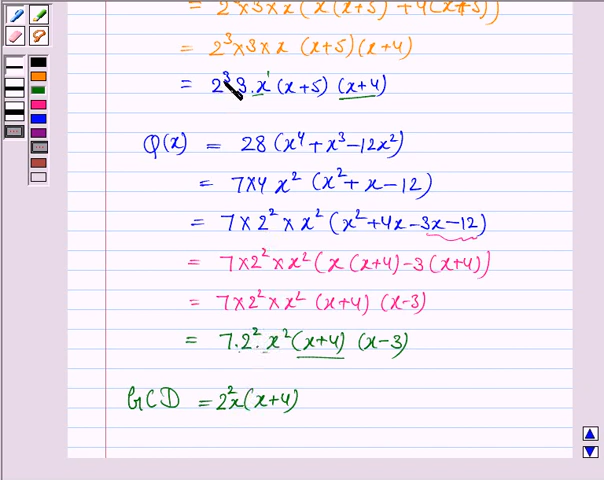 = 2³ × 3 × x (x(x+5) + 4(x+5))
= 2³ × 3 × x (x+5)(x+4)
= 2³ 3 . x¹ (x+5) (x+4)
Q(x) = 28 (x⁴ + x³ - 12x²)
= 7×4 x² (x² + x - 12)
= 7 × 2² × x² (x² + 4x - 3x - 12)
= 7×2² × x² (x (x+4) - 3 (x+4))
= 7×2² × x² (x+4) (x-3)
= 7.2². x² (x+4) (x-3)
GCD = 2²x(x+4)